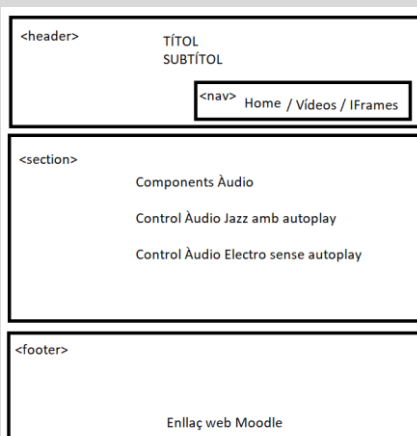 <header>
TÍTOL
SUBTÍTOL
<nav> Home / Vídeos / IFrames
<section>
Components Àudio
Control Àudio Jazz amb autoplay
Control Àudio Electro sense autoplay
<footer>
Enllaç web Moodle